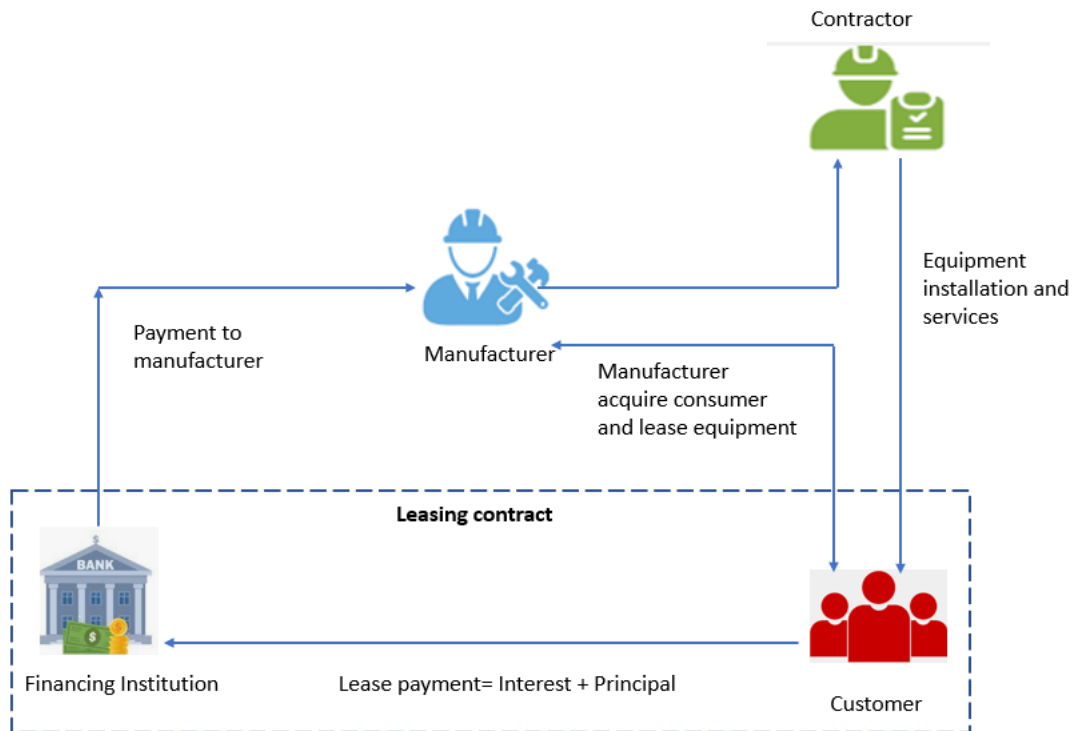 Contractor
Equipment
installation and
services
Payment to
manufacturer
Manufacturer
Manufacturer
acquire consumer
and lease equipment
Leasing contract
$
BANK
$
$
Financing Institution
Lease payment= Interest + Principal
Customer